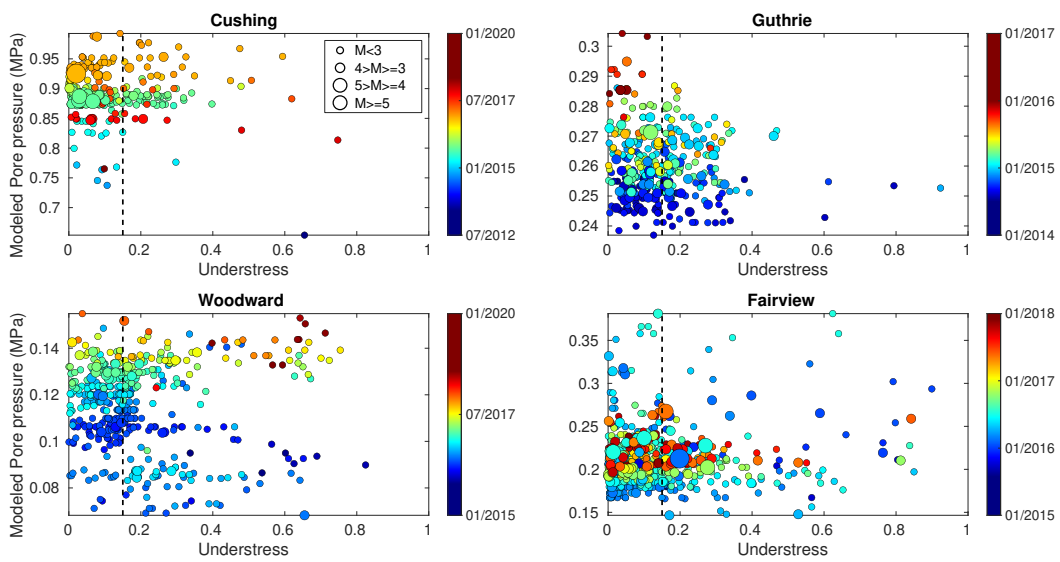 Cushing
Modeled Pore pressure (MPa)
0.95
0.9
0.85
0.8
0.75
0.7
0 0.2 0.4 0.6 0.8 1
Understress
M<3
4>M>=3
5>M>=4
M>=5
01/2020
07/2017
01/2015
07/2012
Guthrie
0.3
0.29
0.28
0.27
0.26
0.25
0.24
0 0.2 0.4 0.6 0.8 1
Understress
01/2017
01/2016
01/2015
01/2014
Woodward
Modeled Pore pressure (MPa)
0.14
0.12
0.1
0.08
0 0.2 0.4 0.6 0.8 1
Understress
01/2020
07/2017
01/2015
Fairview
0.35
0.3
0.25
0.2
0.15
0 0.2 0.4 0.6 0.8 1
Understress
01/2018
01/2017
01/2016
01/2015